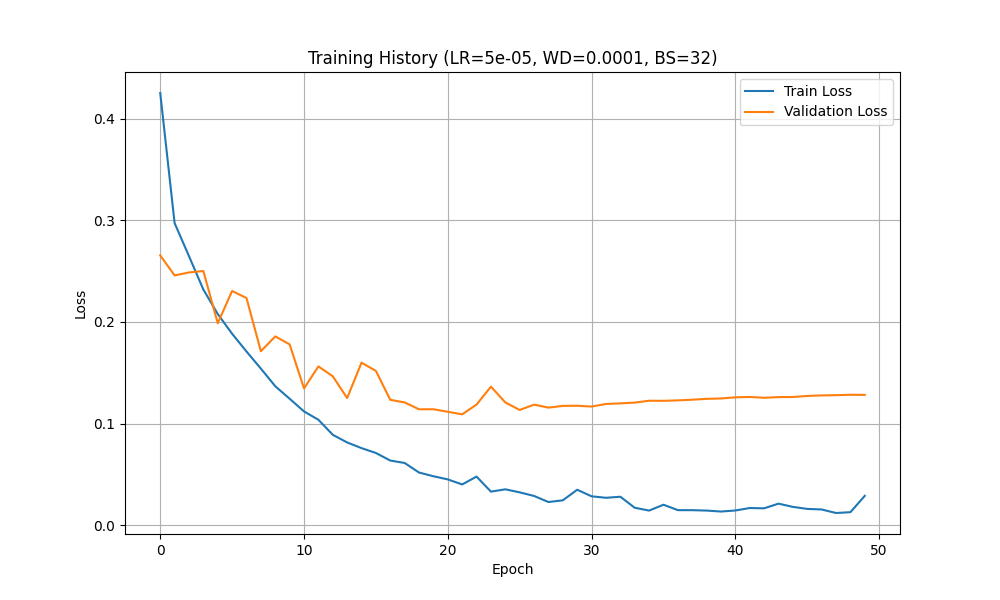 Training History (LR=5e-05, WD=0.0001, BS=32)
Train Loss
Validation Loss
0.4
0.3
0.2
0.1
0.0
Loss
0 10 20 30 40 50
Epoch